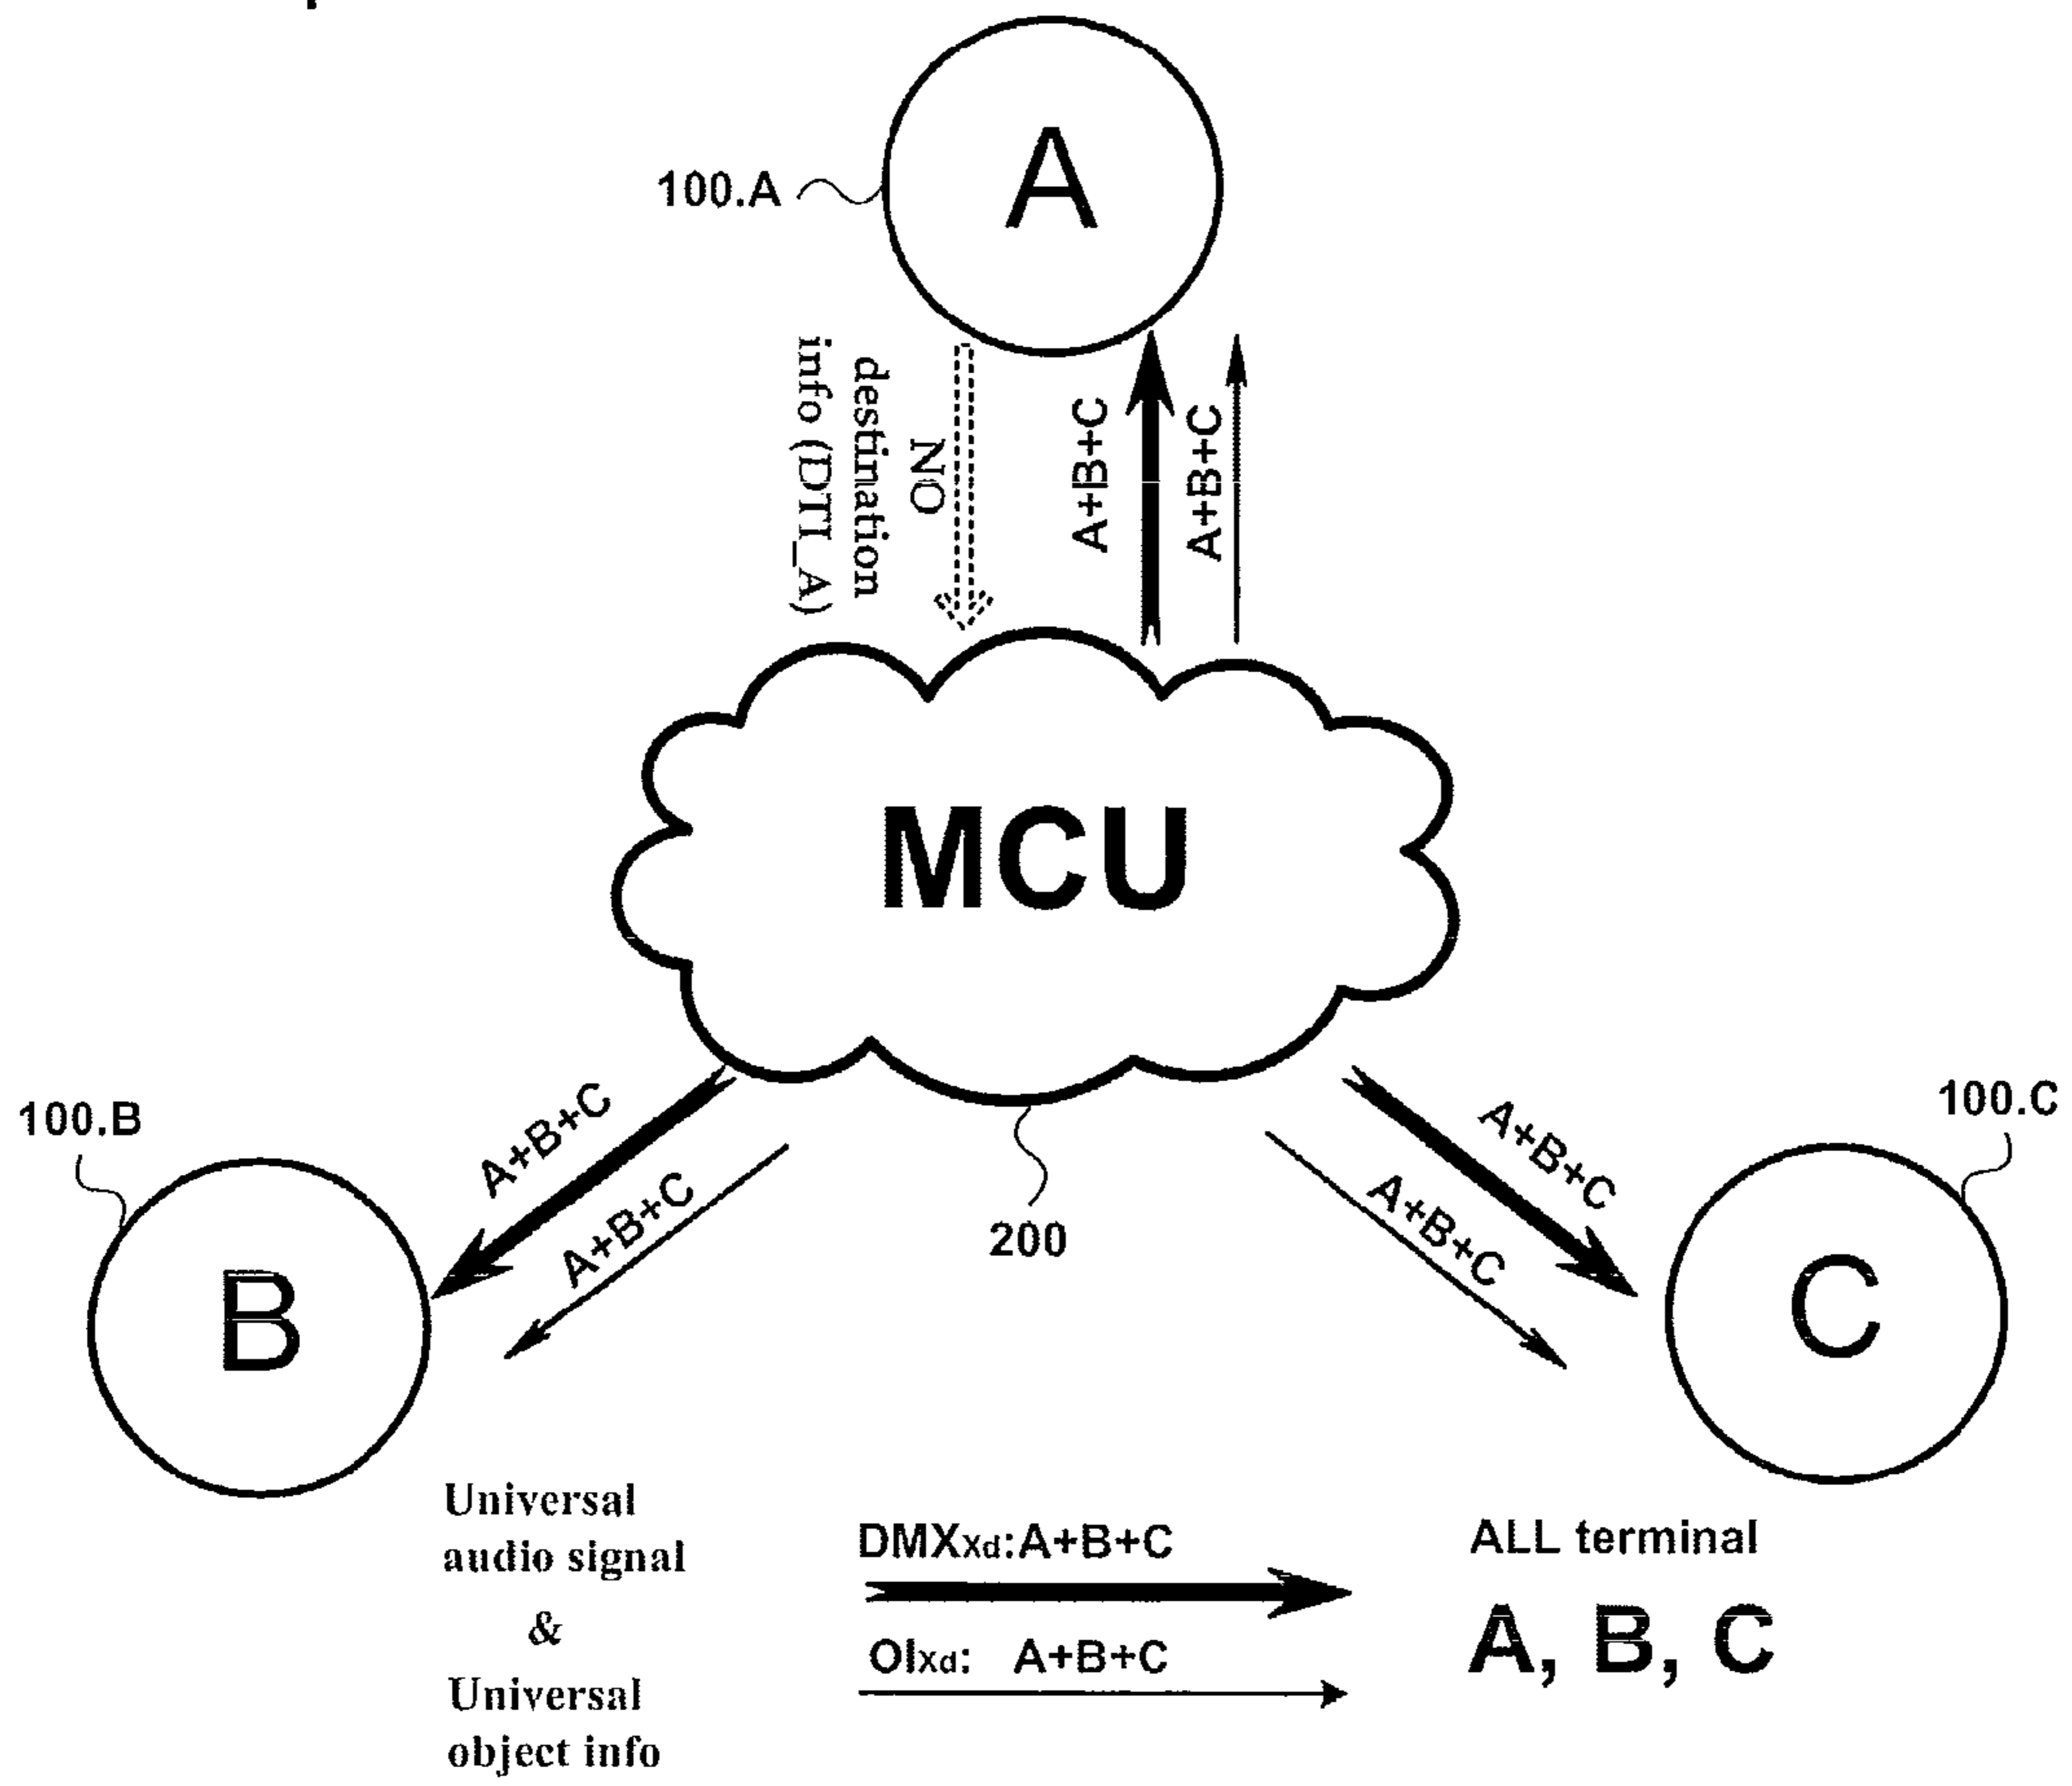 A
100.A
NO
destination
info (DTI_A)
A+B+C
A+B+C
MCU
200
100.B
A+B+C
A+B+C
B
100.C
A+B+C
A+B+C
C
Universal
audio signal
&
Universal
object info
DMXxd:A+B+C
OIxd: A+B+C
ALL terminal
A, B, C